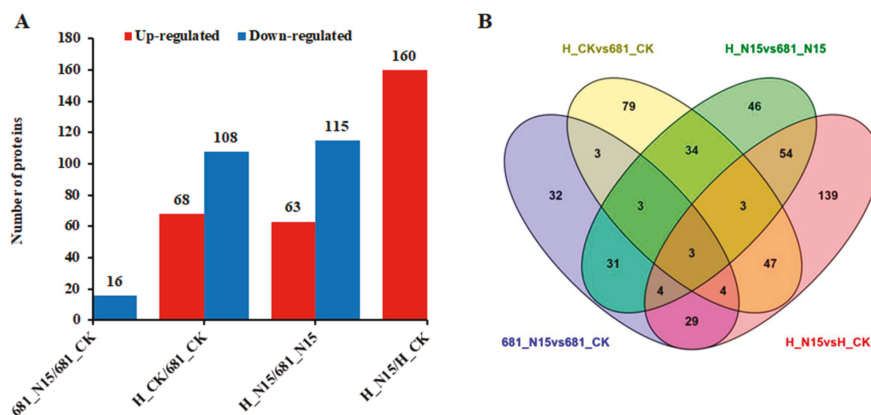 A
Up-regulated
Down-regulated
Number of proteins
180
160
140
120
100
80
60
40
20
0
16
68
108
63
115
160
681_N15/681_CK
H_CK/681_CK
H_N15/681_N15
H_N15/H_CK
B
H_CKvs681_CK
H_N15vs681_N15
79
46
3
34
54
32
3
3
139
31
3
47
4
4
29
681_N15vs681_CK
H_N15vsH_CK